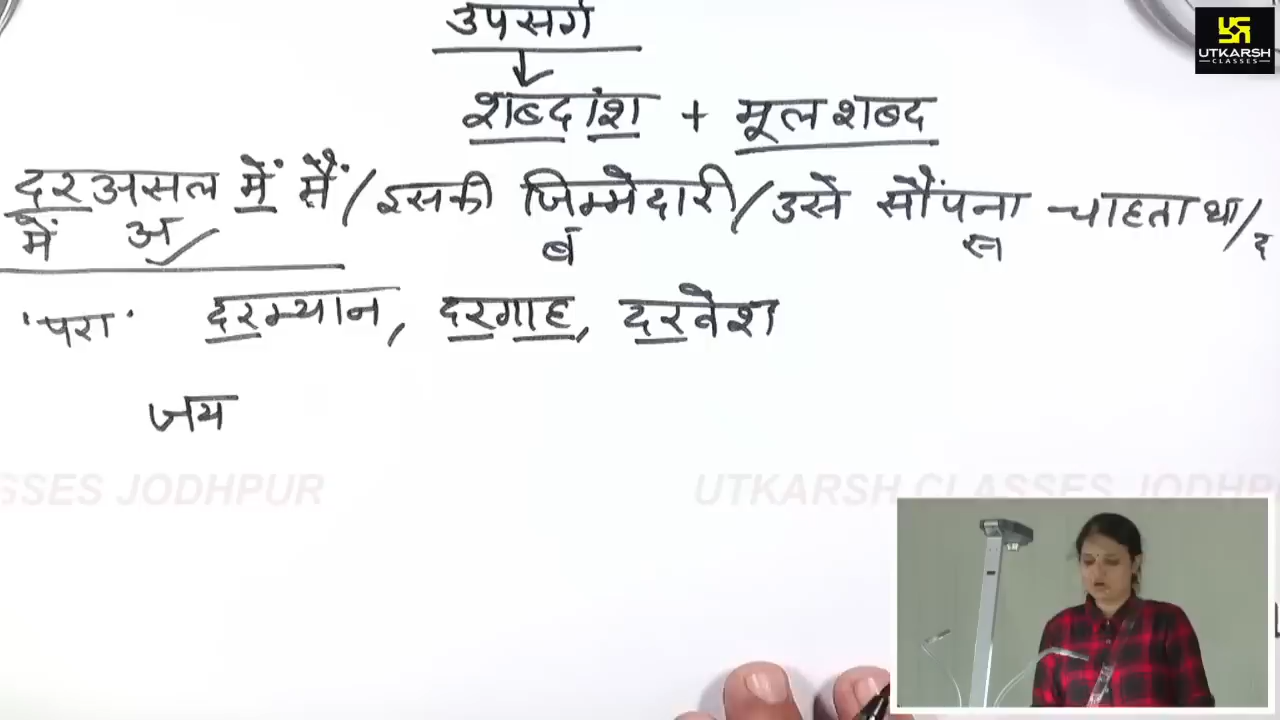 उपसर्ग
UTKARSH
CLASSES
शब्दांश + मूल शब्द
दरअसल में मैं / इसकी जिम्मेदारी / उसे सौंपना चाहता था / द
में अ ब स
'परा' दरम्यान, दरगाह, दरवेश
जय
SSES JODHPUR UTKARSH CLASSES JODHP